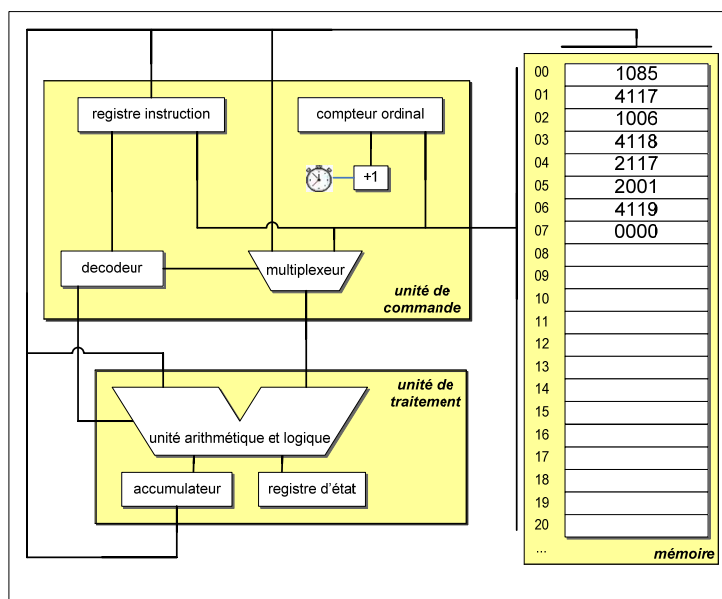 registre instruction
compteur ordinal
+1
decodeur
multiplexeur
unité de
commande
unité de
traitement
unité arithmétique et logique
accumulateur
registre d'état
00 1085
01 4117
02 1006
03 4118
04 2117
05 2001
06 4119
07 0000
08
09
10
11
12
13
14
15
16
17
18
19
20
...
mémoire